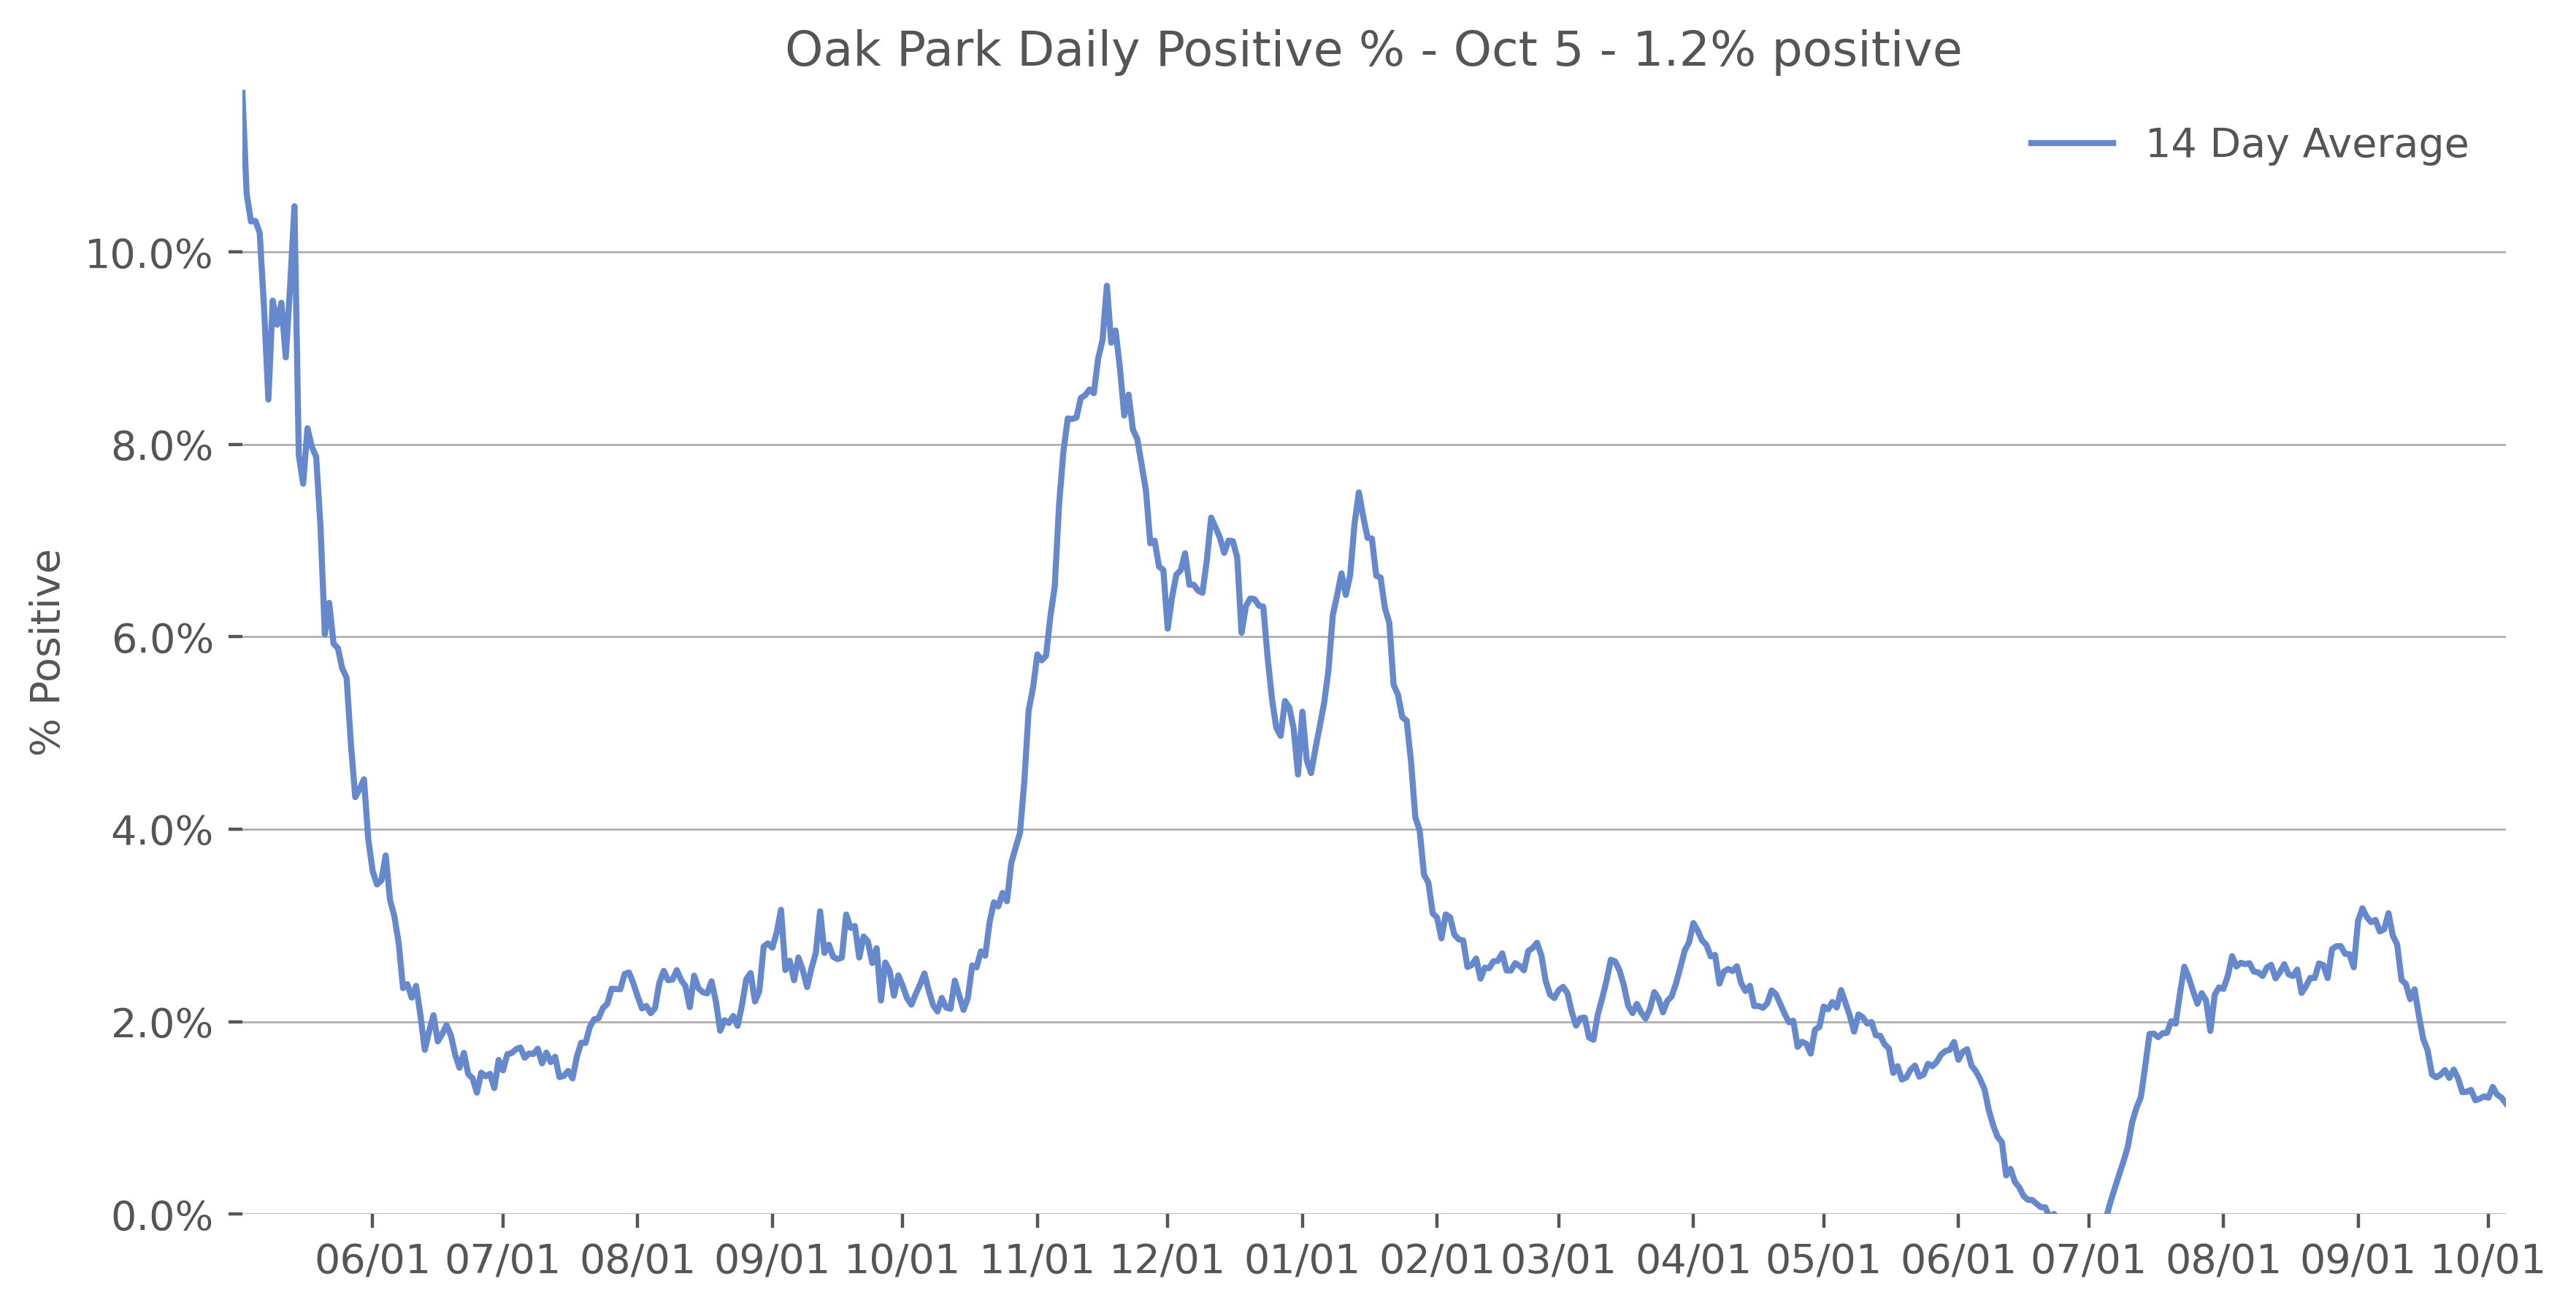 Oak Park Daily Positive % - Oct 5 - 1.2% positive
14 Day Average
% Positive
10.0%
8.0%
6.0%
4.0%
2.0%
0.0%
06/01 07/01 08/01 09/01 10/01 11/01 12/01 01/01 02/01 03/01 04/01 05/01 06/01 07/01 08/01 09/01 10/01